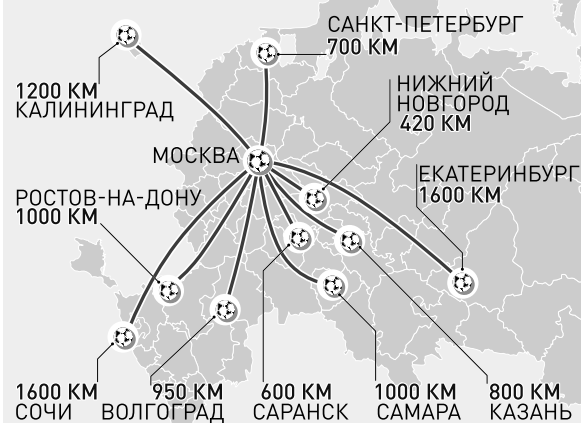 САНКТ-ПЕТЕРБУРГ
700 КМ
1200 КМ
КАЛИНИНГРАД
НИЖНИЙ
НОВГОРОД
420 КМ
МОСКВА
ЕКАТЕРИНБУРГ
1600 КМ
РОСТОВ-НА-ДОНУ
1000 КМ
1600 КМ
СОЧИ
950 КМ
ВОЛГОГРАД
600 КМ
САРАНСК
1000 КМ
САМАРА
800 КМ
КАЗАНЬ